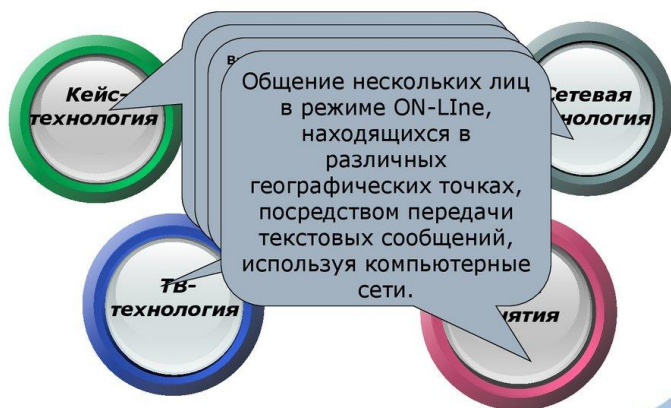 Кейс-
технология
Общение нескольких лиц
в режиме ON-LIne,
находящихся в
различных
географических точках,
посредством передачи
текстовых сообщений,
используя компьютерные
сети.
Сетевая
ТВ-
технология